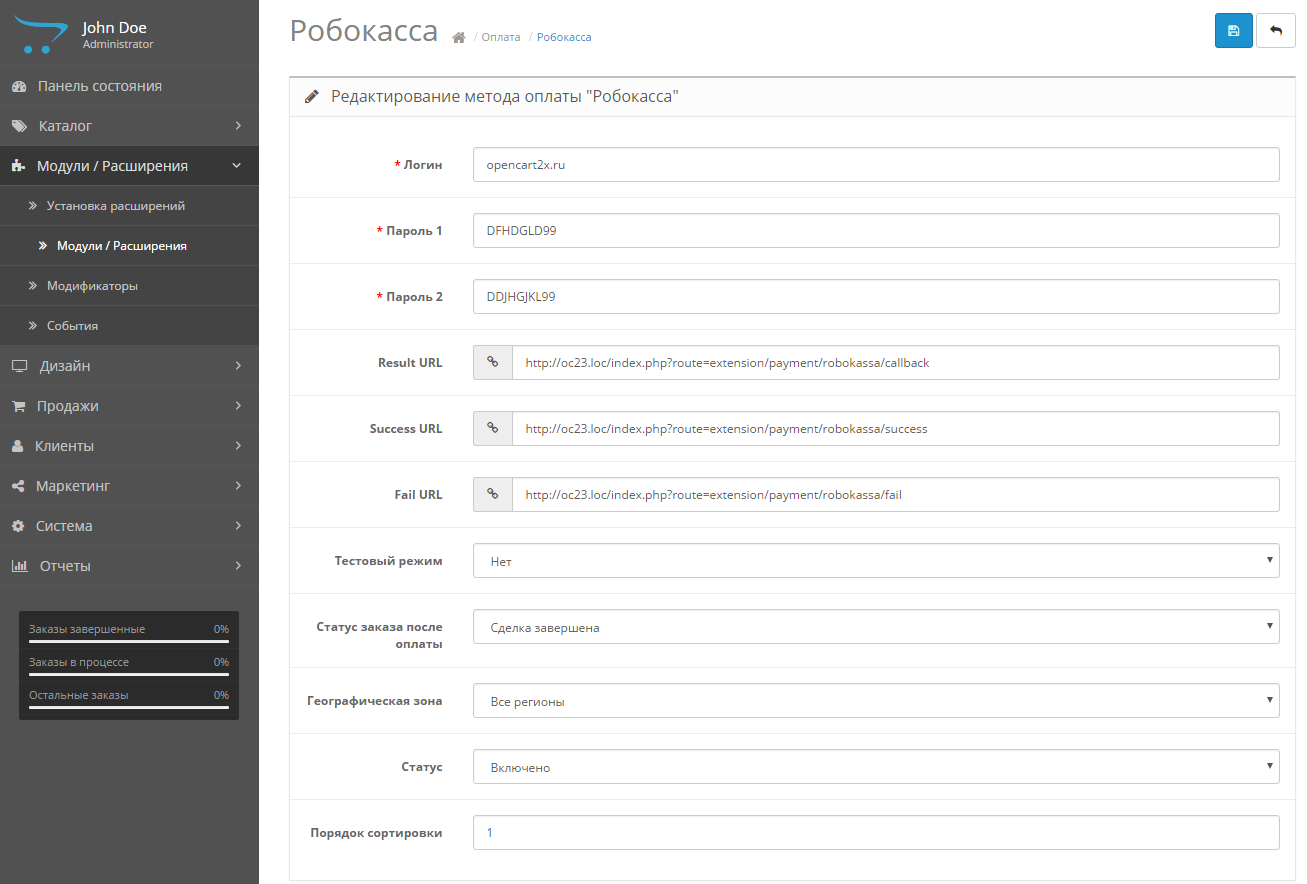 John Doe
Administrator
Панель состояния
Каталог
Модули / Расширения
Установка расширений
Модули / Расширения
Модификаторы
События
Дизайн
Продажи
Клиенты
Маркетинг
Система
Отчеты
Заказы завершенные 0%
Заказы в процессе 0%
Остальные заказы 0%
Робокасса / Оплата / Робокасса
Редактирование метода оплаты "Робокасса"
* Логин opencart2x.ru
* Пароль 1 DFHDGLD99
* Пароль 2 DDJHGJKL99
Result URL http://oc23.loc/index.php?route=extension/payment/robokassa/callback
Success URL http://oc23.loc/index.php?route=extension/payment/robokassa/success
Fail URL http://oc23.loc/index.php?route=extension/payment/robokassa/fail
Тестовый режим Нет
Статус заказа после
оплаты
Сделка завершена
Географическая зона Все регионы
Статус Включено
Порядок сортировки 1